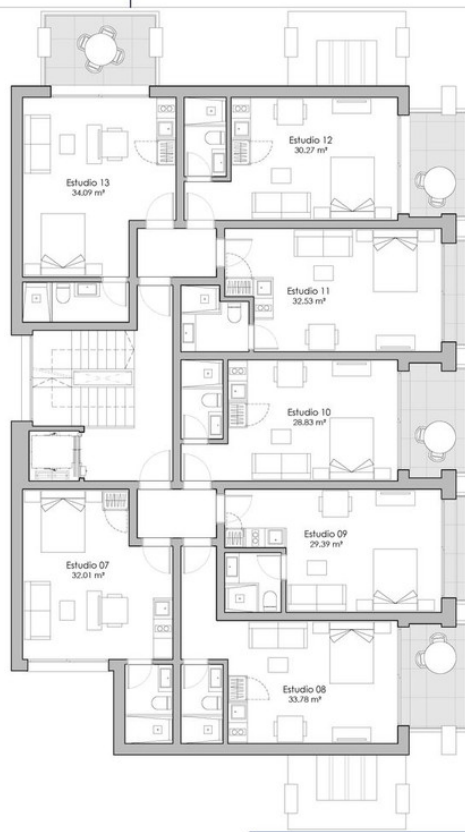 Estudio 12
30.27 m²
Estudio 13
34.09 m²
Estudio 11
32.53 m²
Estudio 10
28.83 m²
Estudio 09
29.39 m²
Estudio 07
32.01 m²
Estudio 08
33.78 m²